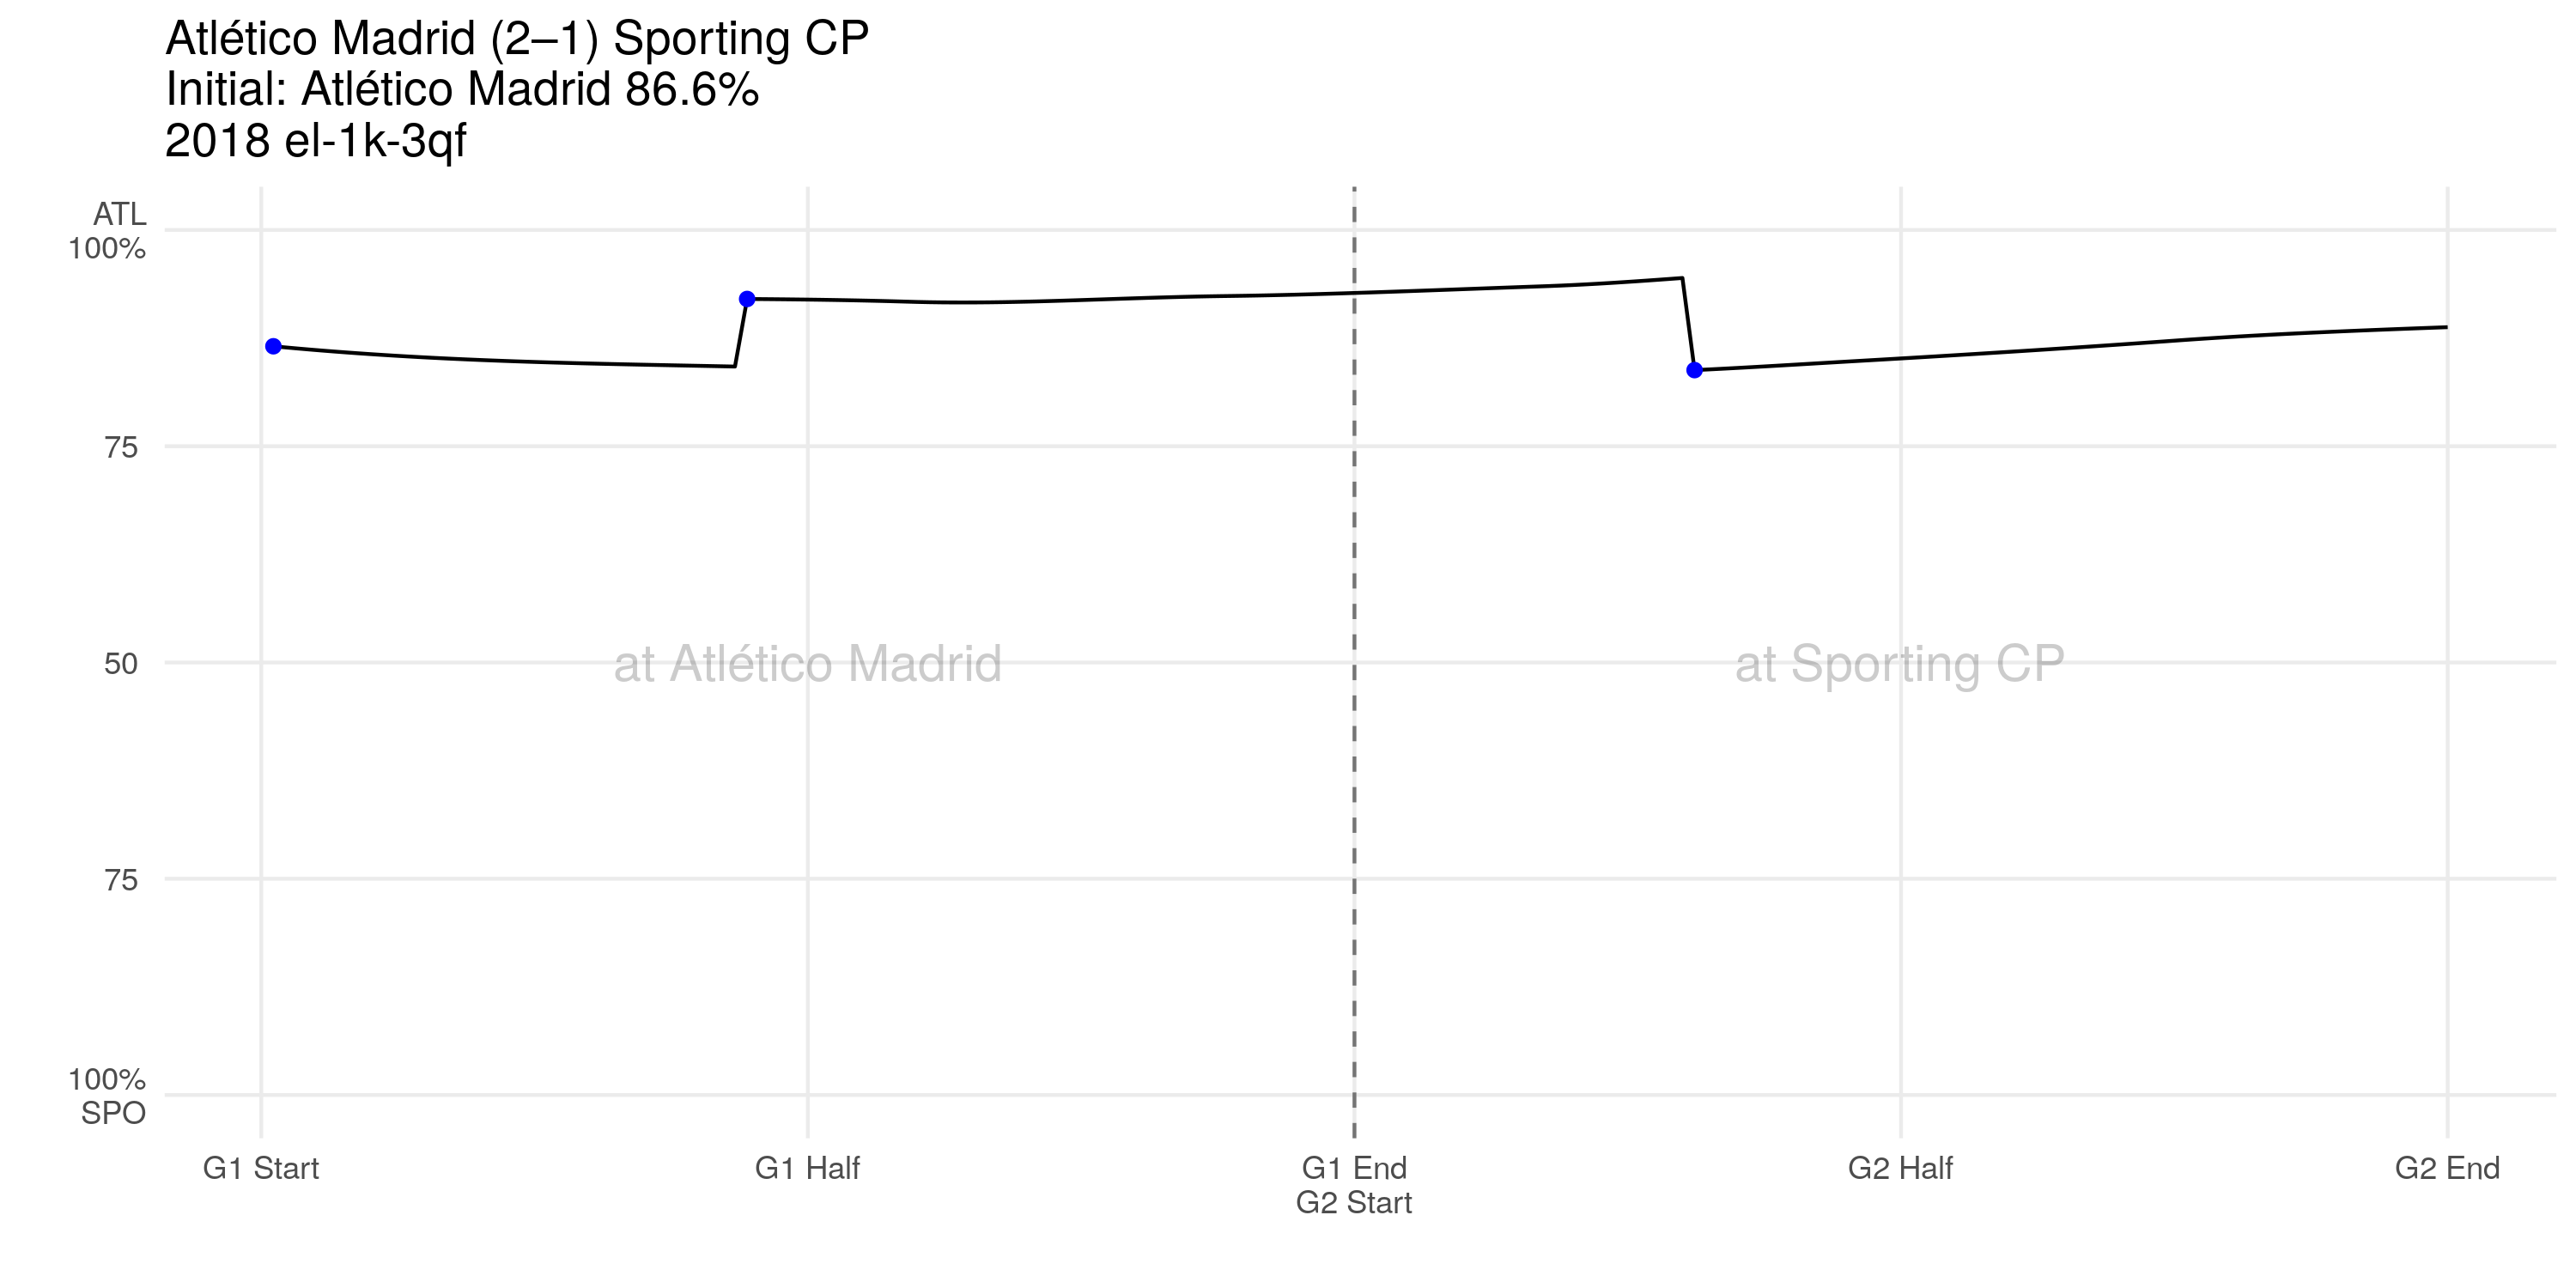 Atlético Madrid (2–1) Sporting CP
Initial: Atlético Madrid 86.6%
2018 el-1k-3qf
ATL
100%
75
50
75
100%
SPO
at Atlético Madrid
at Sporting CP
G1 Start
G1 Half
G1 End
G2 Start
G2 Half
G2 End